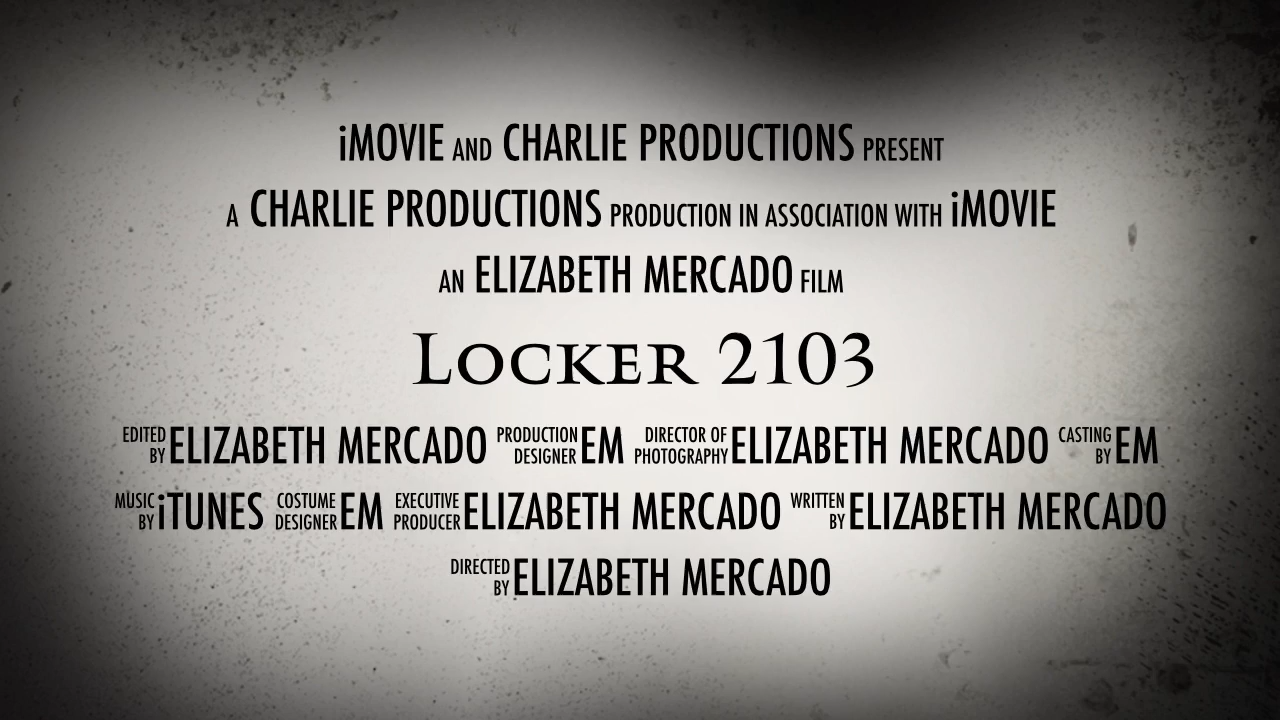 iMOVIE AND CHARLIE PRODUCTIONS PRESENT
A CHARLIE PRODUCTIONS PRODUCTION IN ASSOCIATION WITH iMOVIE
AN ELIZABETH MERCADO FILM
LOCKER 2103
EDITED BY ELIZABETH MERCADO PRODUCTION DESIGNER EM DIRECTOR OF PHOTOGRAPHY ELIZABETH MERCADO CASTING BY EM
MUSIC BY iTUNES COSTUME DESIGNER EM EXECUTIVE PRODUCER ELIZABETH MERCADO WRITTEN BY ELIZABETH MERCADO
DIRECTED BY ELIZABETH MERCADO